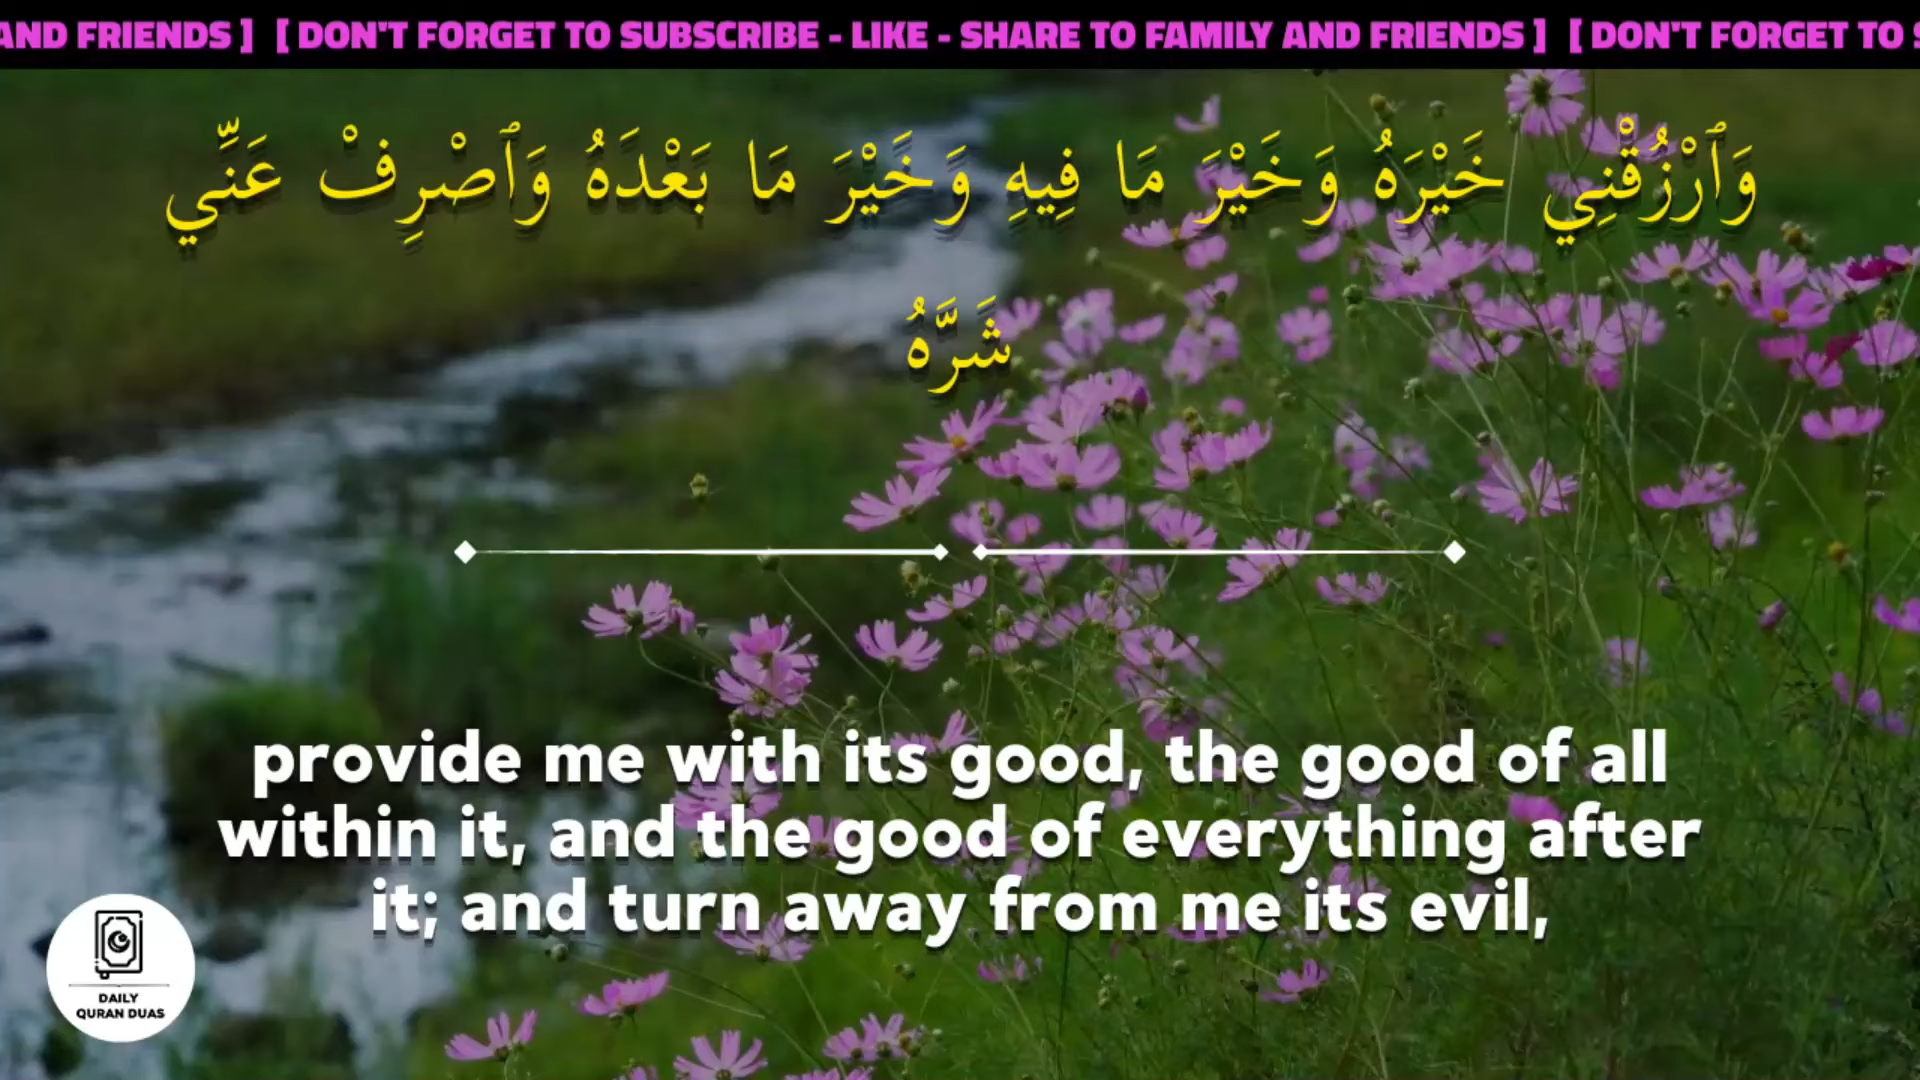 AND FRIENDS ] [ DON'T FORGET TO SUBSCRIBE - LIKE - SHARE TO FAMILY AND FRIENDS ] [ DON'T FORGET TO S
وَٱرْزُقْنِي خَيْرَهُ وَخَيْرَ مَا فِيهِ وَخَيْرَ مَا بَعْدَهُ وَٱصْرِفْ عَنِّي
شَرَّهُ
provide me with its good, the good of all
within it, and the good of everything after
it; and turn away from me its evil,
DAILY
QURAN DUAS